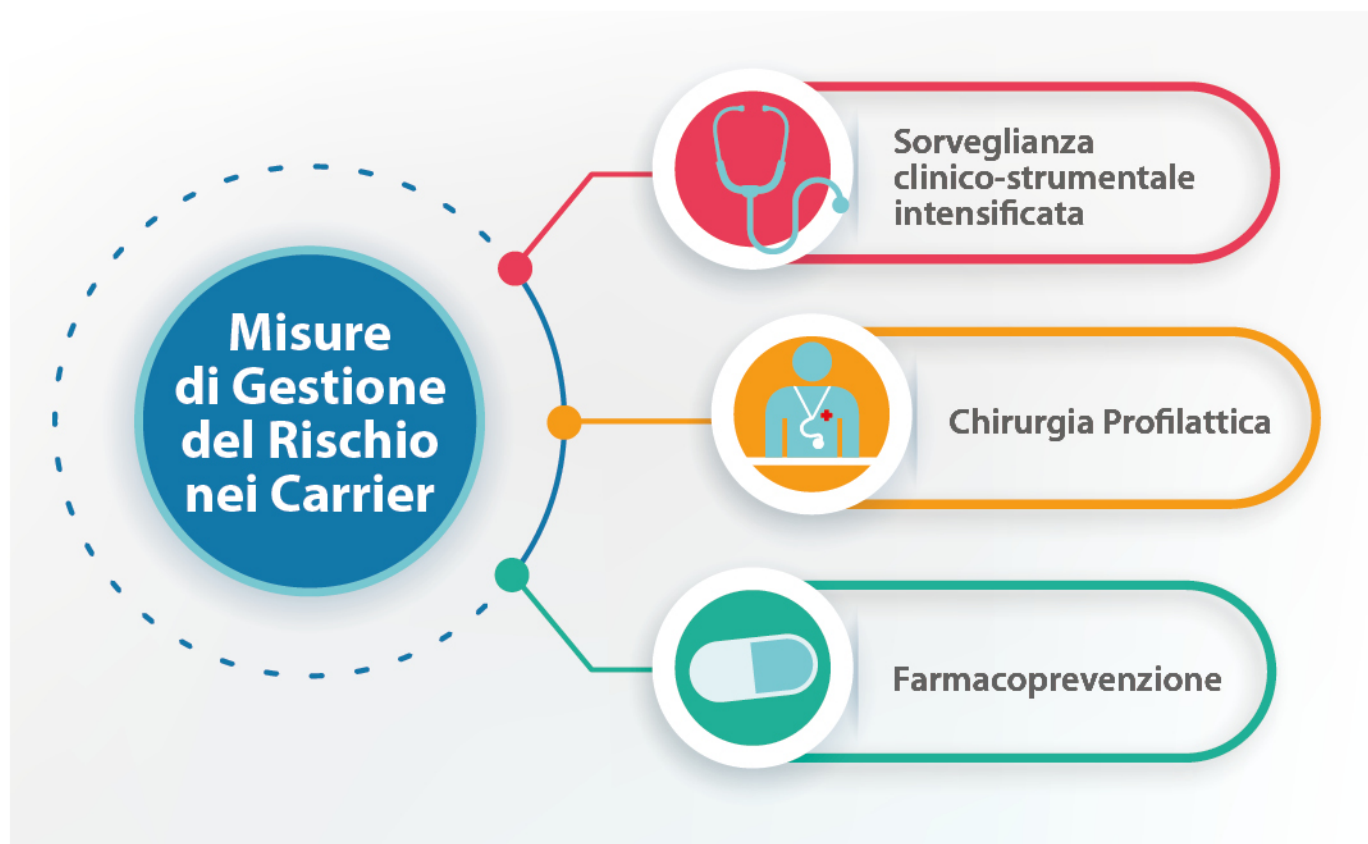 Misure
di Gestione
del Rischio
nei Carrier
Sorveglianza
clinico-strumentale
intensificata
Chirurgia Profilattica
Farmacoprevenzione